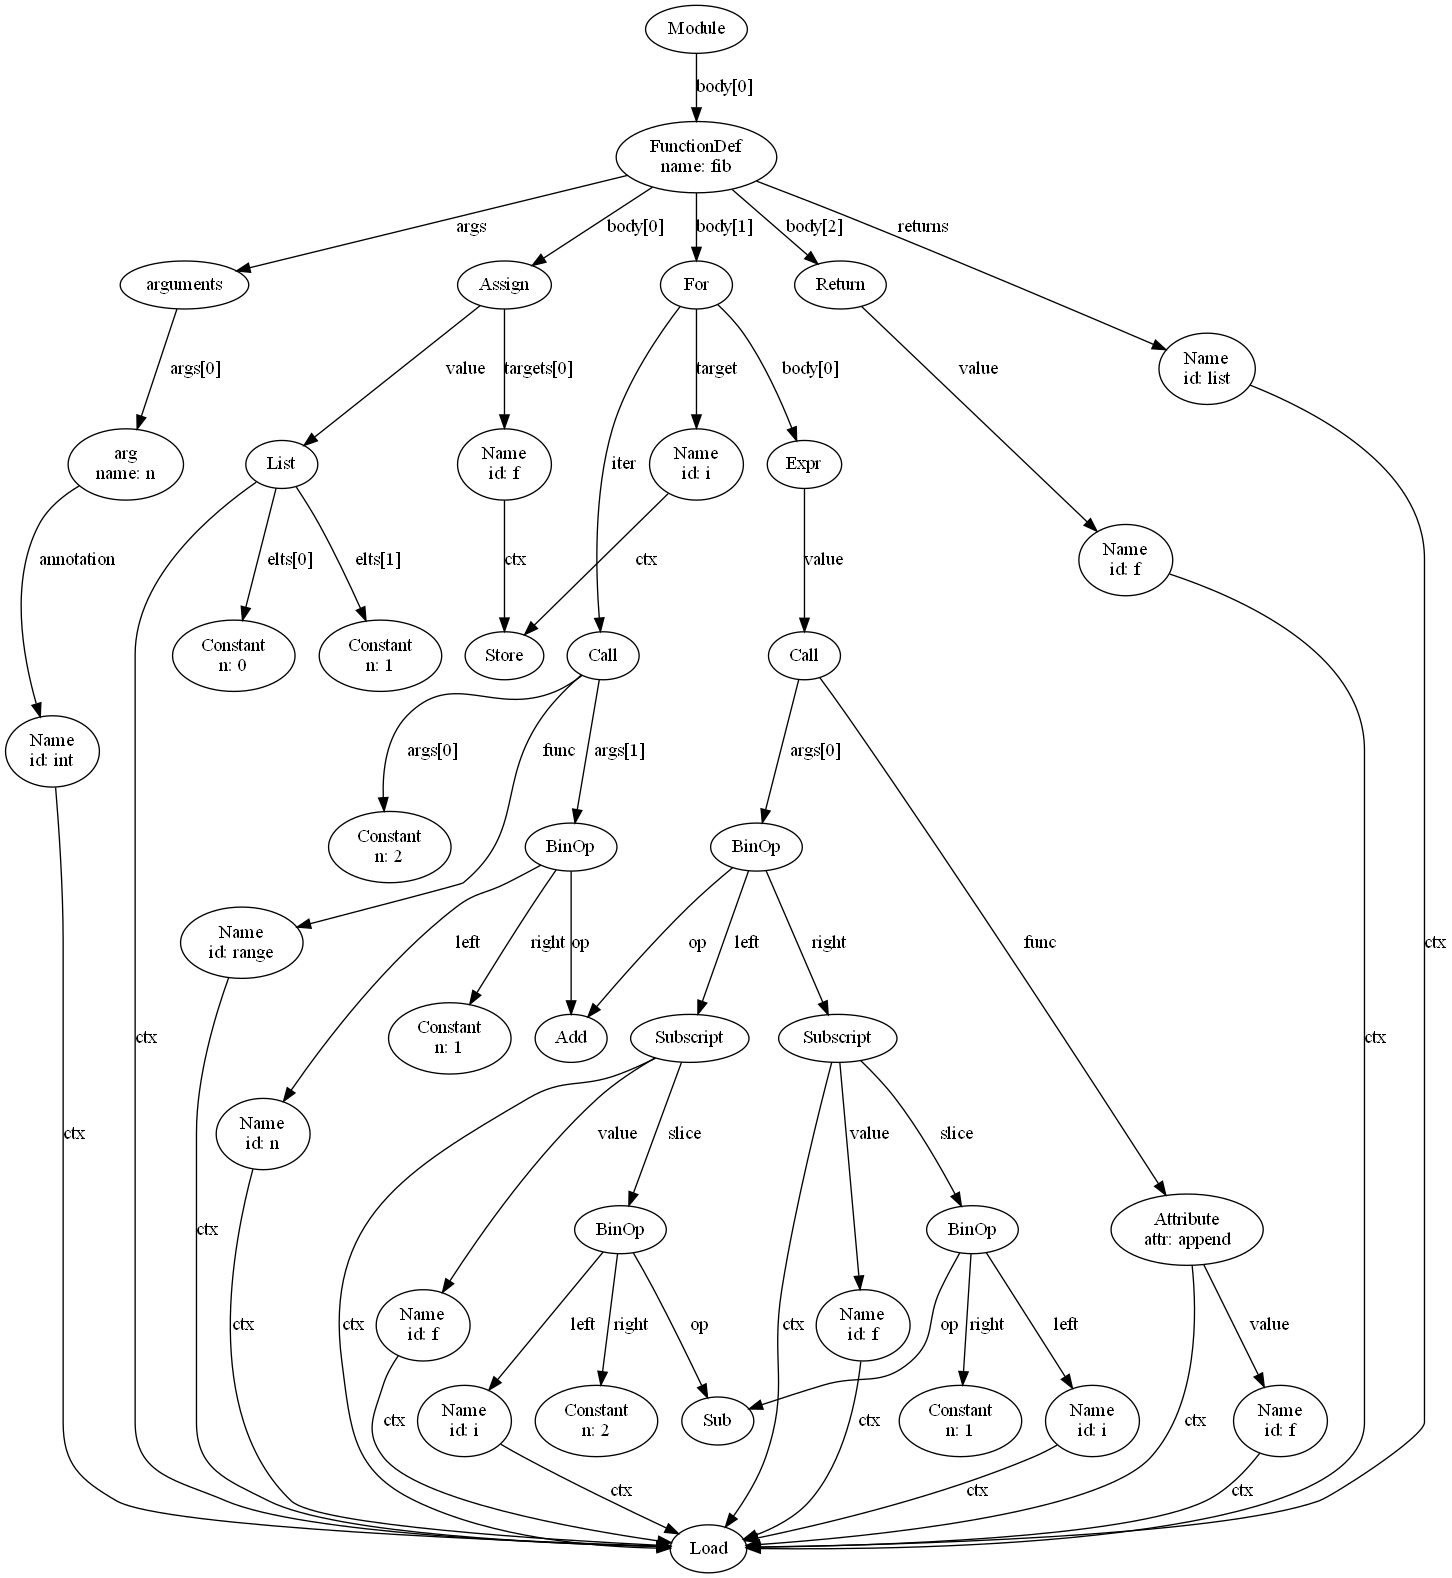 Module
body[0]
FunctionDef
name: fib
args
body[0]
body[1]
body[2]
returns
arguments
Assign
For
Return
args[0]
value
targets[0]
target
body[0]
value
Name
id: list
arg
name: n
List
Name
id: f
iter
Name
id: i
Expr
annotation
elts[0]
elts[1]
ctx
ctx
value
Name
id: f
Constant
n: 0
Constant
n: 1
Store
Call
Call
Name
id: int
args[0]
func
args[1]
args[0]
Constant
n: 2
BinOp
BinOp
Name
id: range
left
right
op
op
left
right
func
ctx
ctx
Constant
n: 1
Add
Subscript
Subscript
ctx
ctx
Name
id: n
value
slice
value
slice
ctx
BinOp
BinOp
Attribute
attr: append
ctx
ctx
ctx
Name
id: f
left
right
op
ctx
Name
id: f
op
right
left
value
ctx
Name
id: i
Constant
n: 2
Sub
ctx
Constant
n: 1
Name
id: i
ctx
Name
id: f
ctx
ctx
ctx
Load